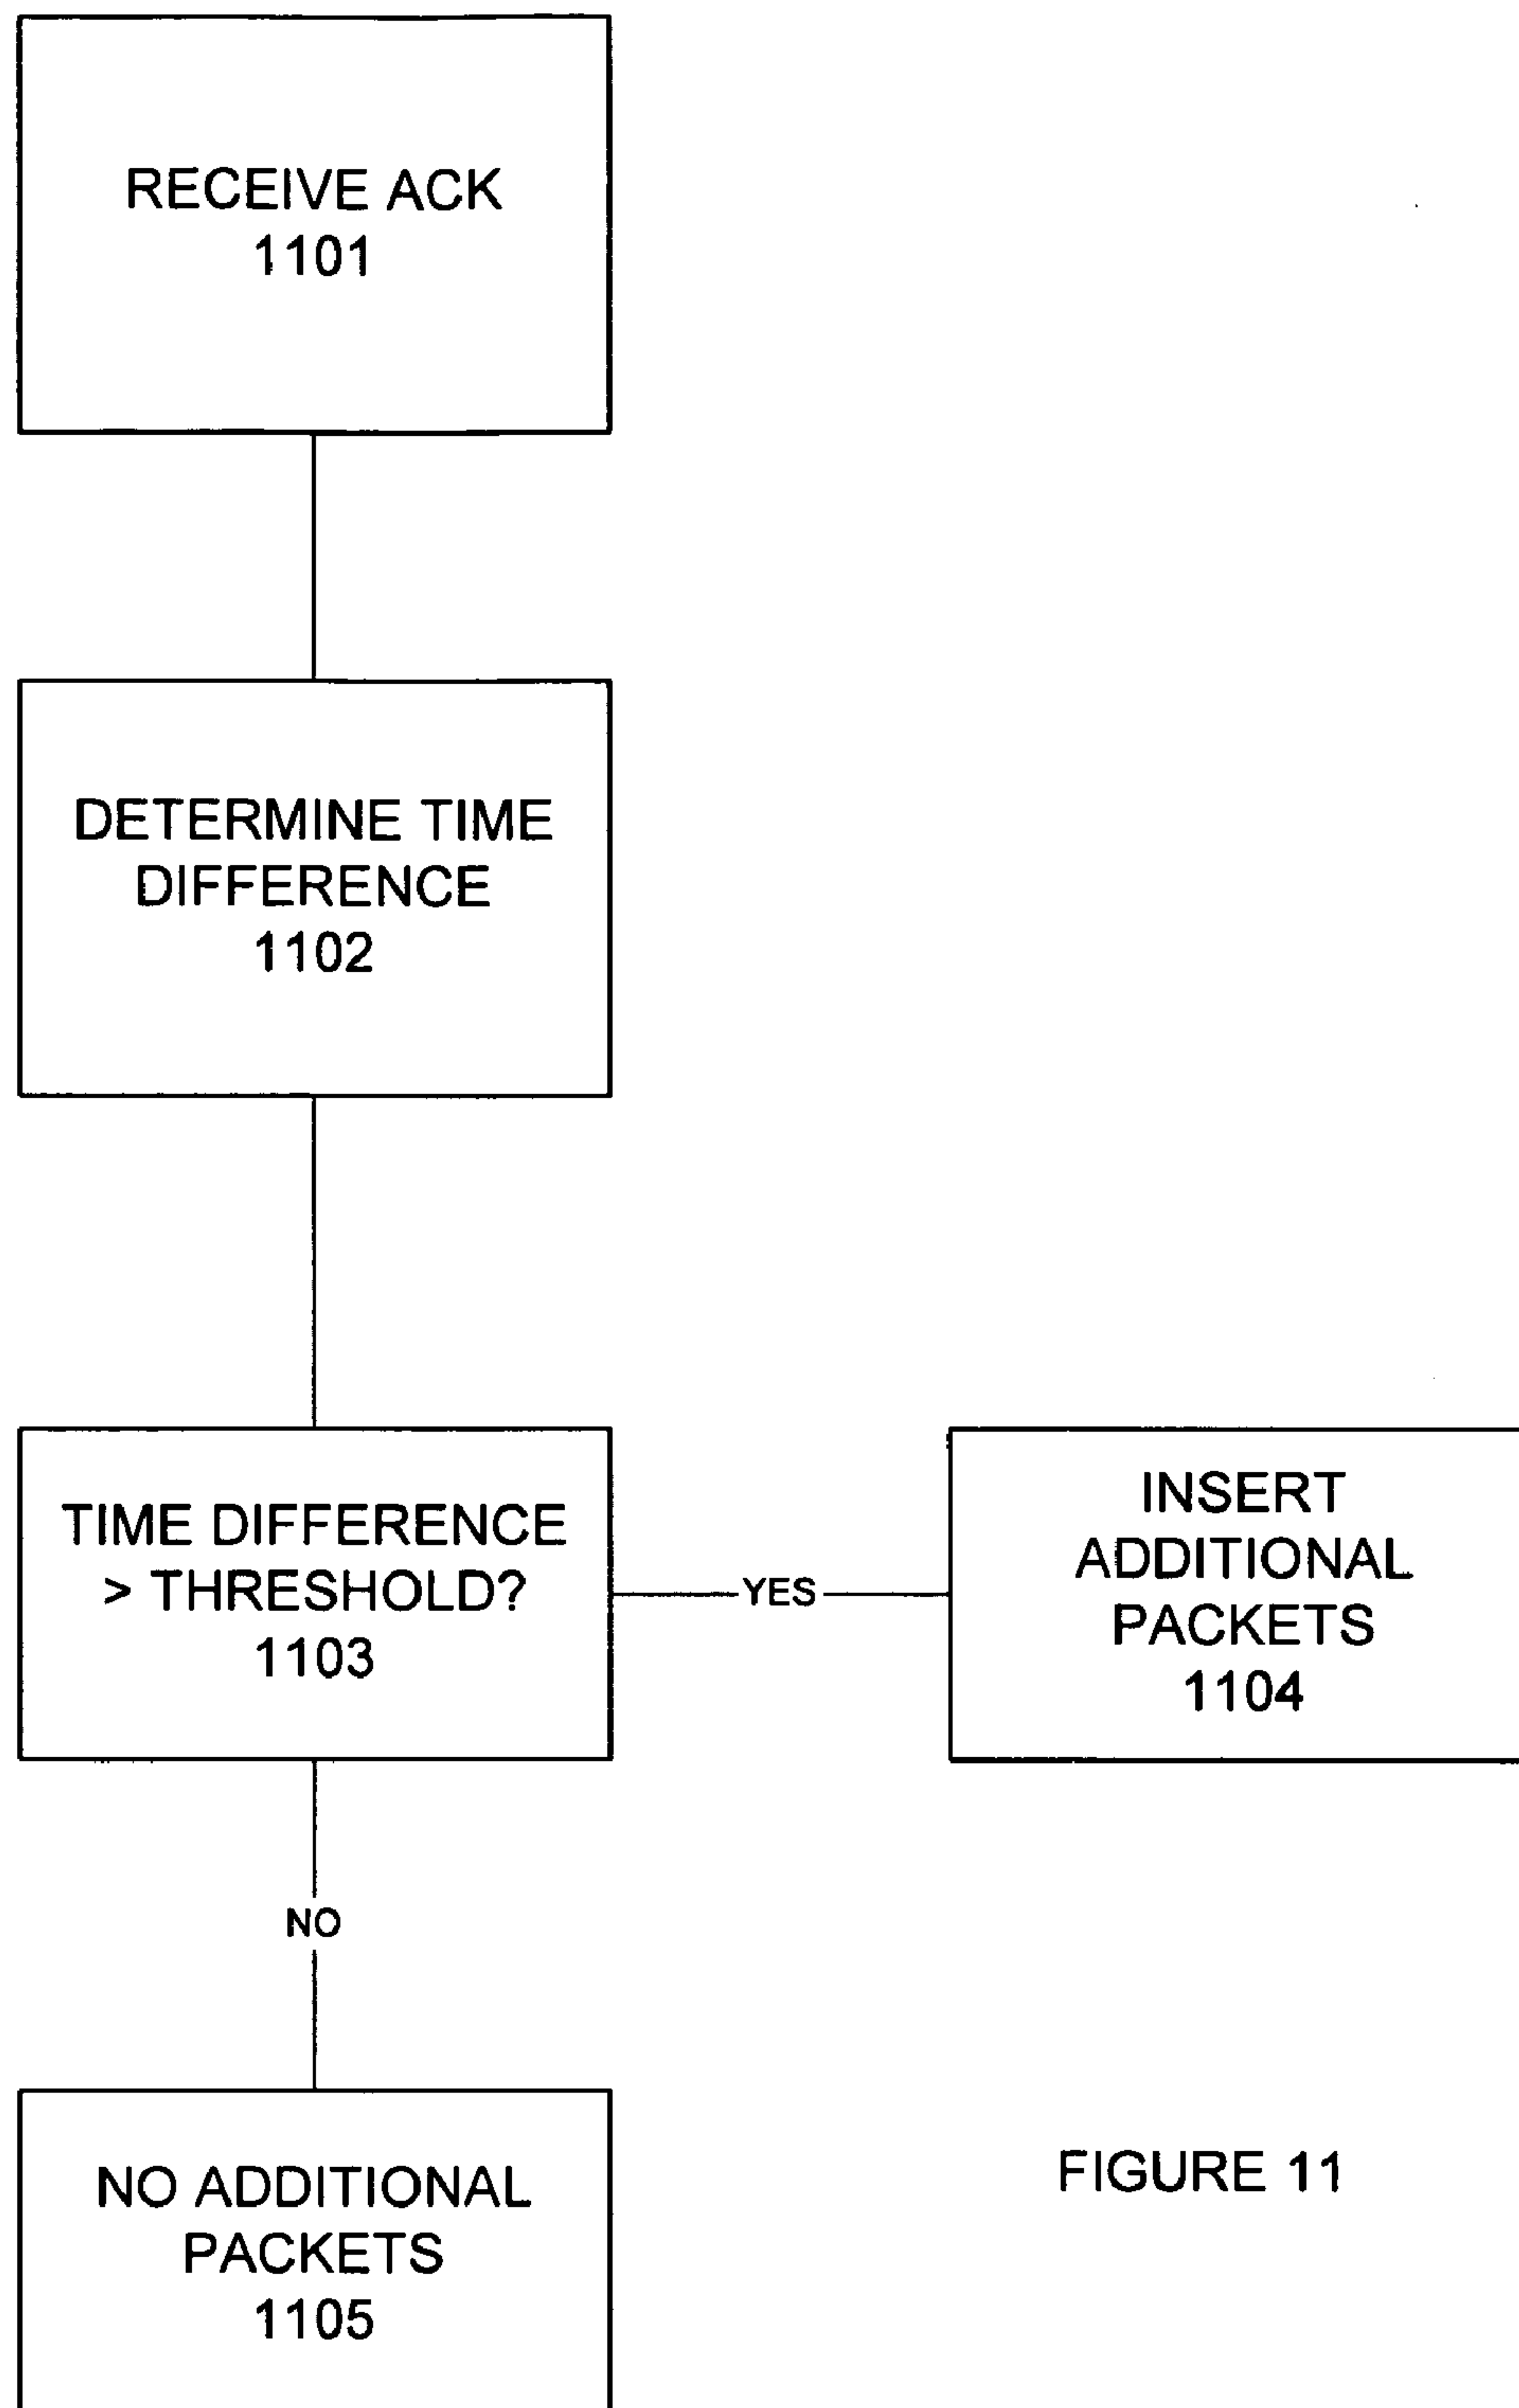 RECEIVE ACK
1101
DETERMINE TIME
DIFFERENCE
1102
TIME DIFFERENCE
> THRESHOLD?
1103
YES
INSERT
ADDITIONAL
PACKETS
1104
NO
NO ADDITIONAL
PACKETS
1105
FIGURE 11